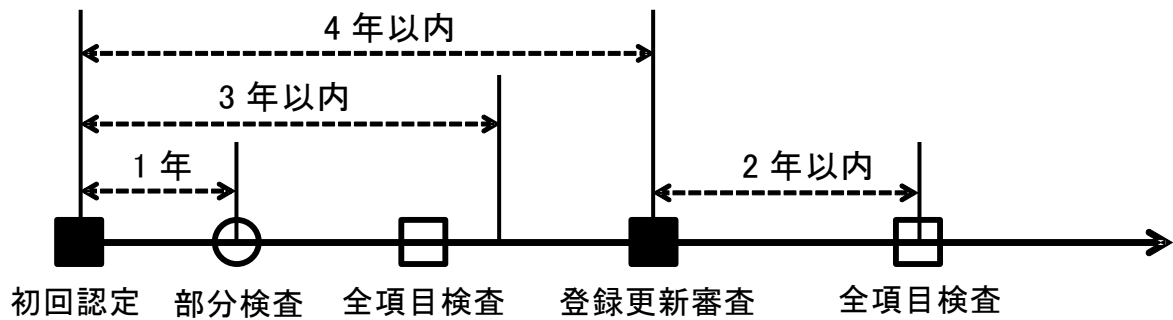 4 年以内
3 年以内
1 年
2 年以内
初回認定
部分検査
全項目検査
登録更新審査
全項目検査